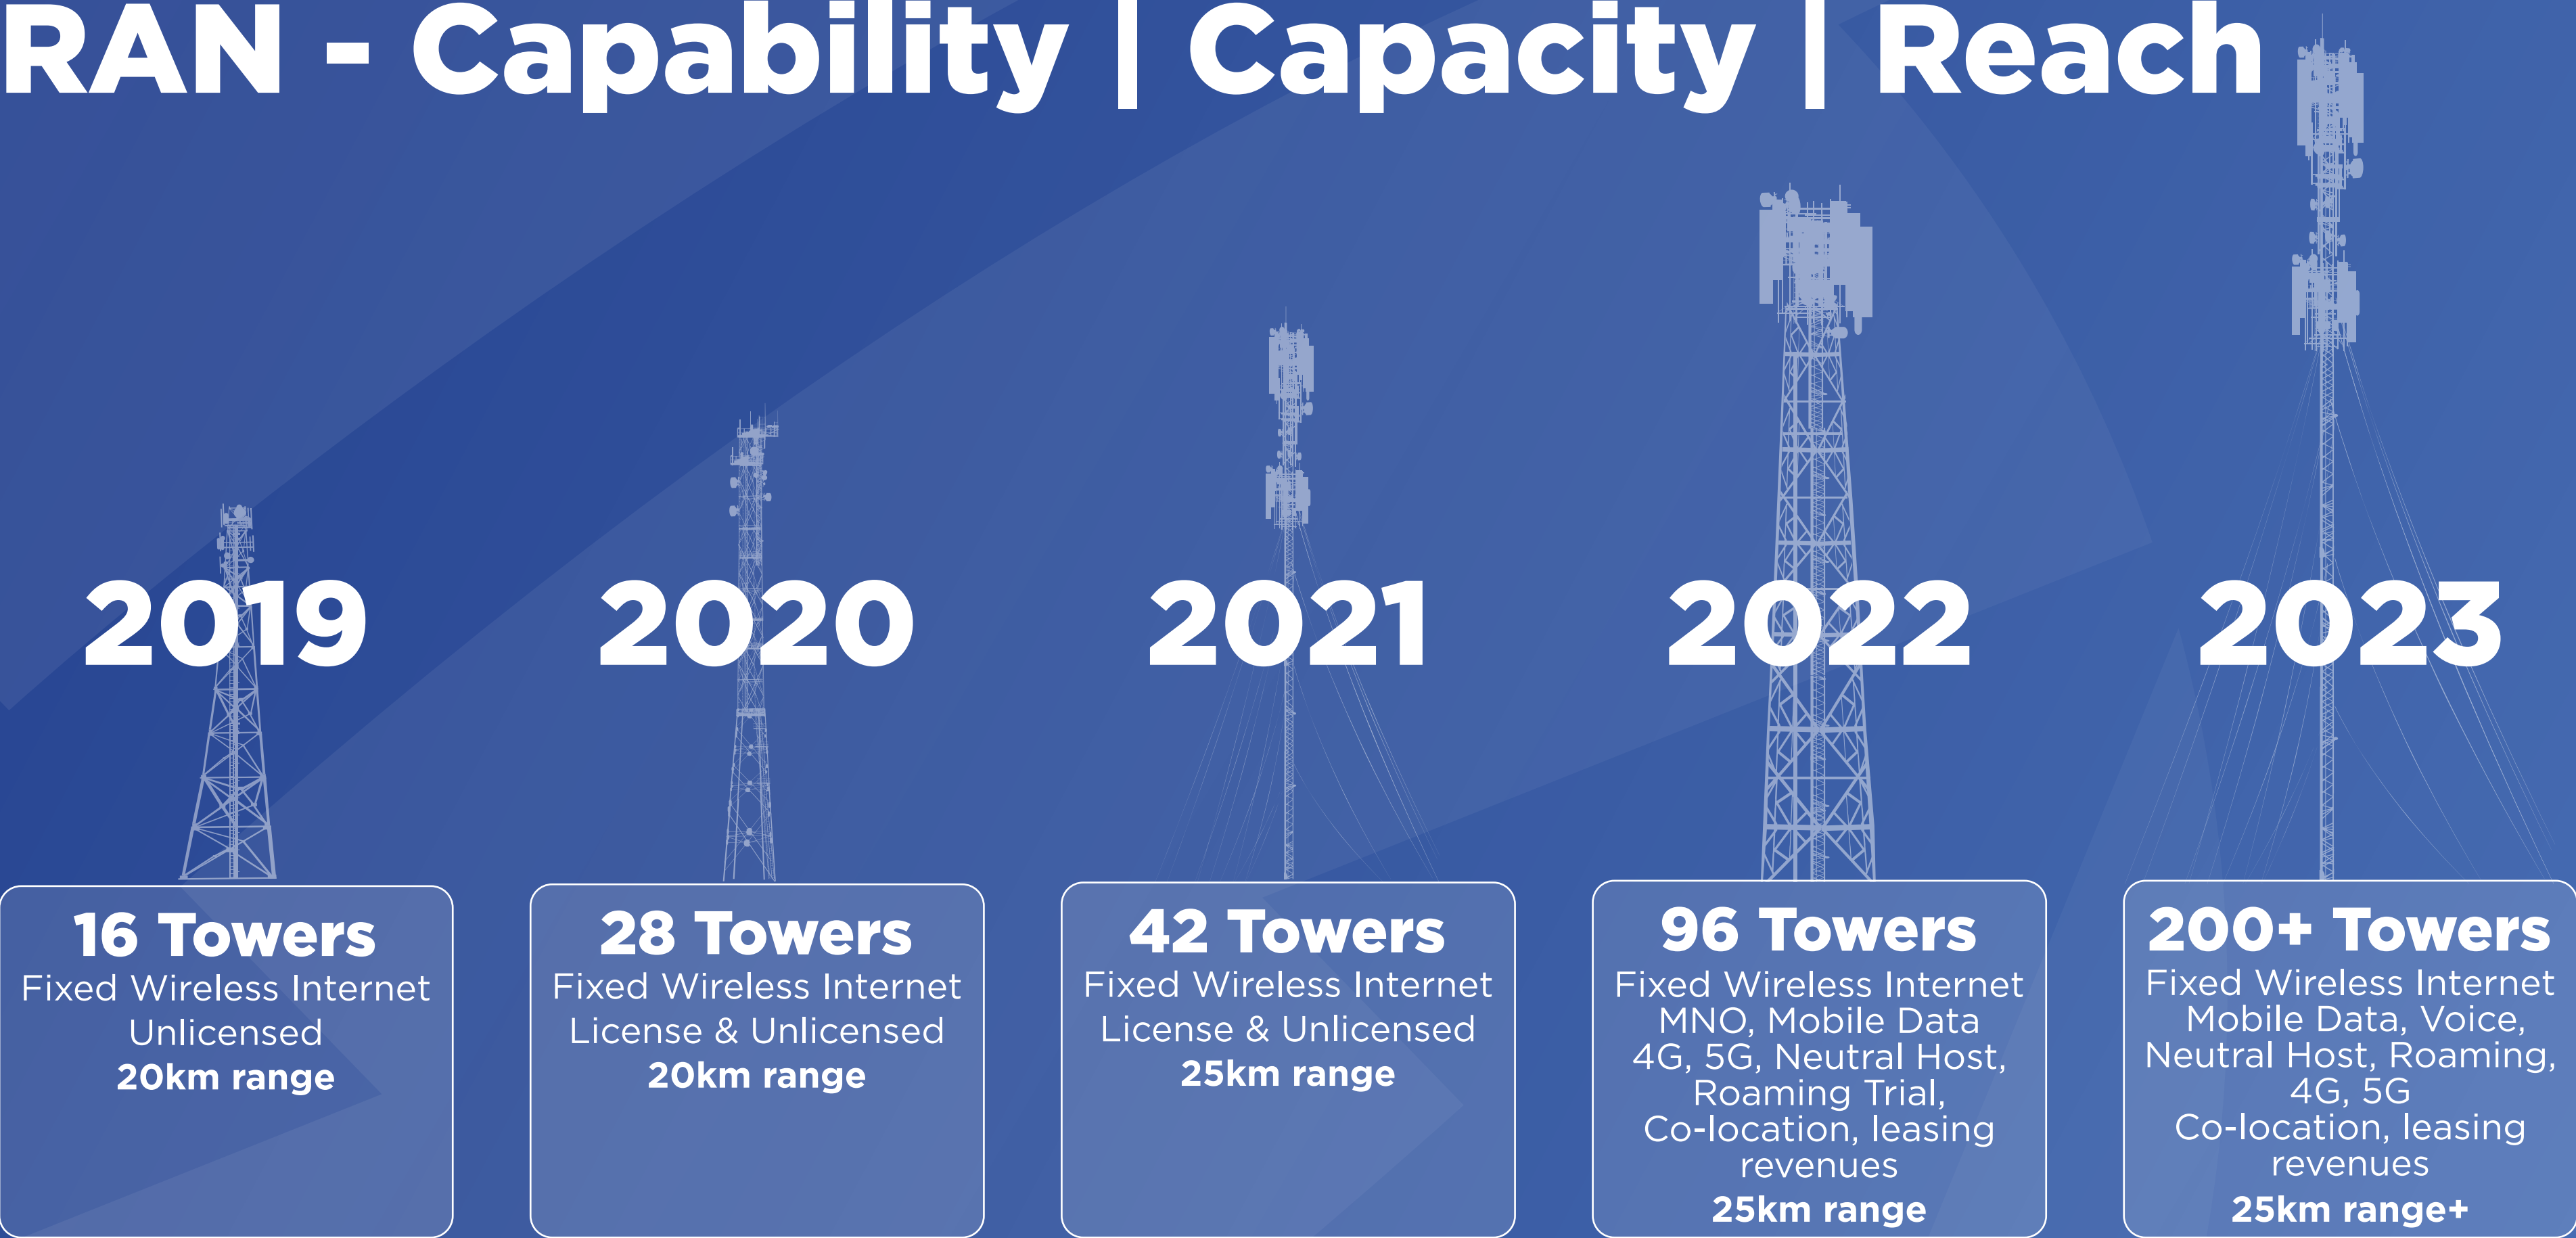 RAN - Capability | Capacity | Reach
2019
2020
2021
2022
2023
16 Towers
Fixed Wireless Internet
Unlicensed
20km range
28 Towers
Fixed Wireless Internet
License & Unlicensed
20km range
42 Towers
Fixed Wireless Internet
License & Unlicensed
25km range
96 Towers
Fixed Wireless Internet
MNO, Mobile Data
4G, 5G, Neutral Host,
Roaming Trial,
Co-location, leasing
revenues
25km range
200+ Towers
Fixed Wireless Internet
Mobile Data, Voice,
Neutral Host, Roaming,
4G, 5G
Co-location, leasing
revenues
25km range+